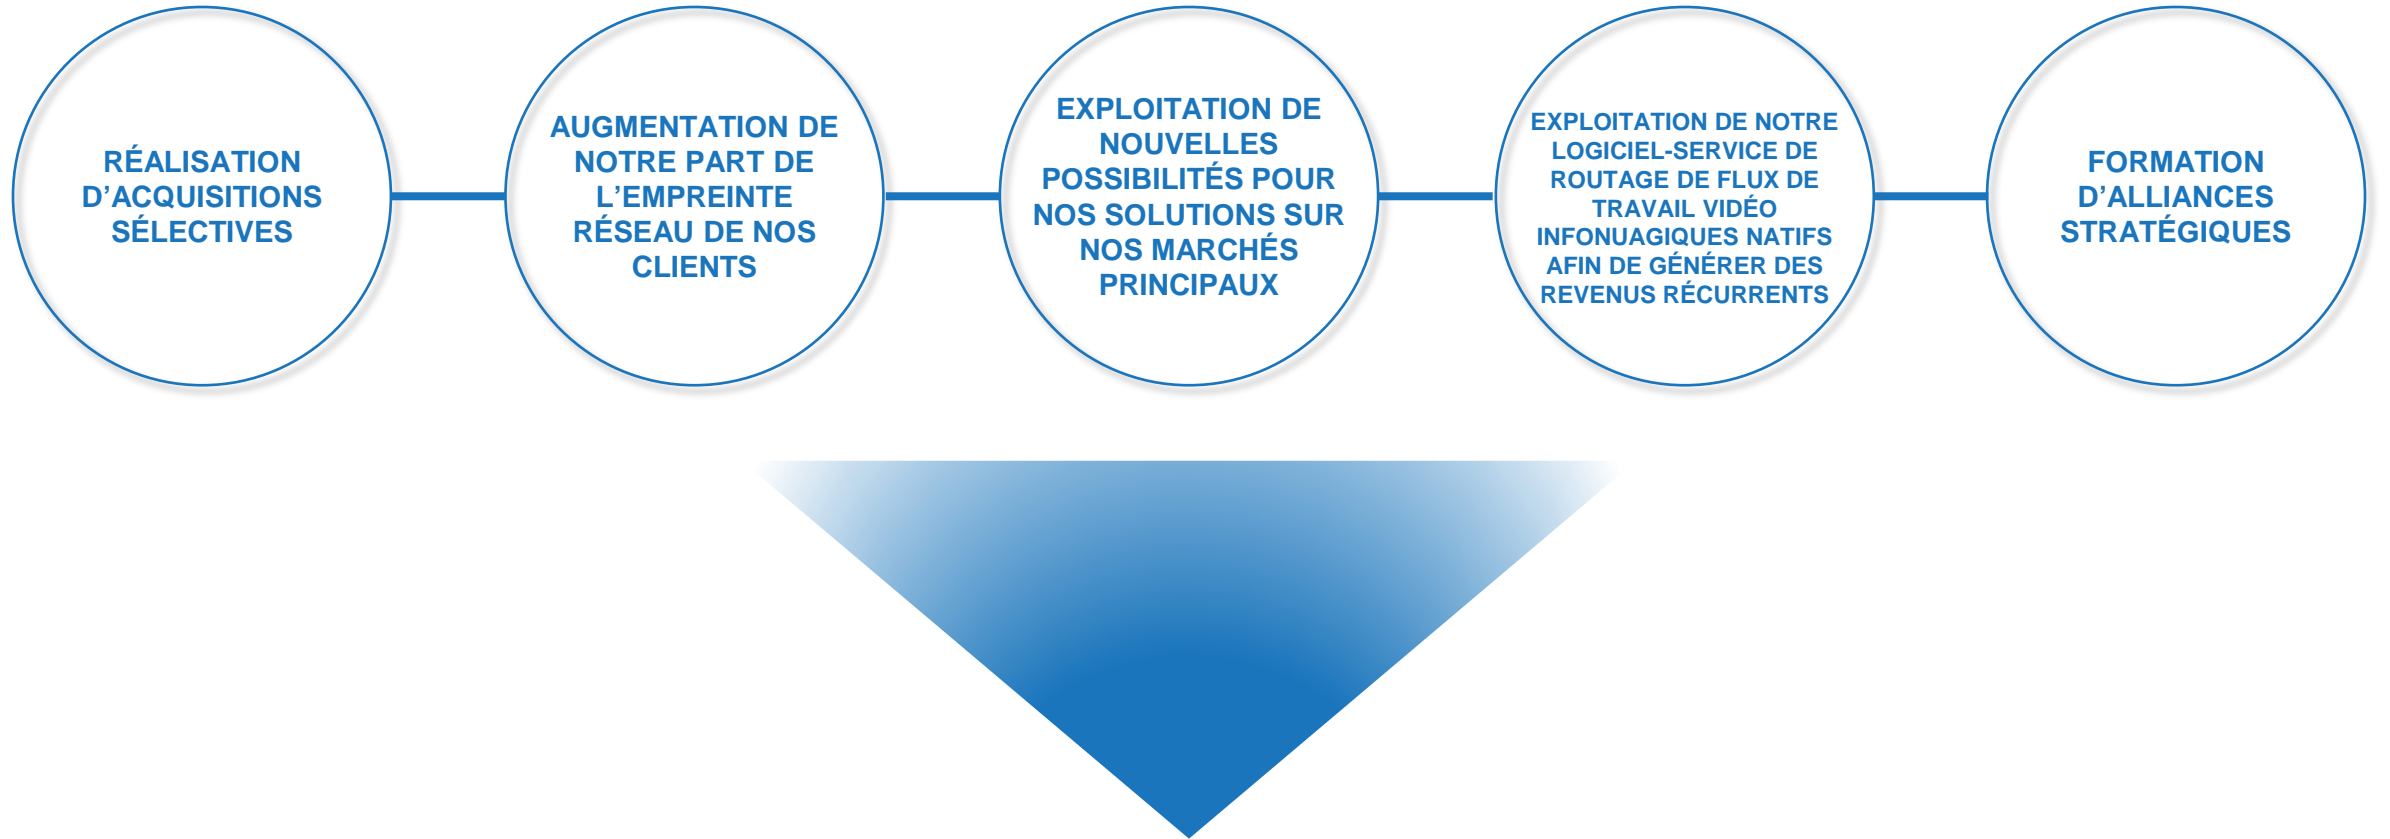 RÉALISATION
D’ACQUISITIONS
SÉLECTIVES
AUGMENTATION DE
NOTRE PART DE
L’EMPREINTE
RÉSEAU DE NOS
CLIENTS
EXPLOITATION DE
NOUVELLES
POSSIBILITÉS POUR
NOS SOLUTIONS SUR
NOS MARCHÉS
PRINCIPAUX
EXPLOITATION DE NOTRE
LOGICIEL-SERVICE DE
ROUTAGE DE FLUX DE
TRAVAIL VIDÉO
INFONUAGIQUES NATIFS
AFIN DE GÉNÉRER DES
REVENUS RÉCURRENTS
FORMATION
D’ALLIANCES
STRATÉGIQUES